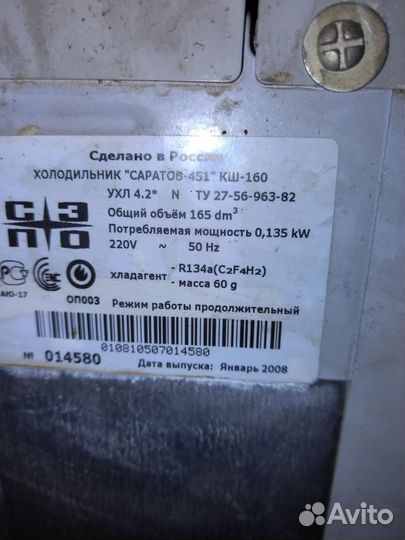 Сделано в России
ХОЛОДИЛЬНИК "САРАТОВ-451" КШ-160
УХЛ 4.2* N ТУ 27-56-963-82
Общий объём 165 dm³
Потребляемая мощность 0,135 kW
220V ~ 50 Hz
СЭПО
хладагент - R134a(C2F4H2)
- масса 60 g
АЮ-17
ОП003 Режим работы продолжительный
010810507014580
№ 014580
Дата выпуска: Январь 2008
Avito